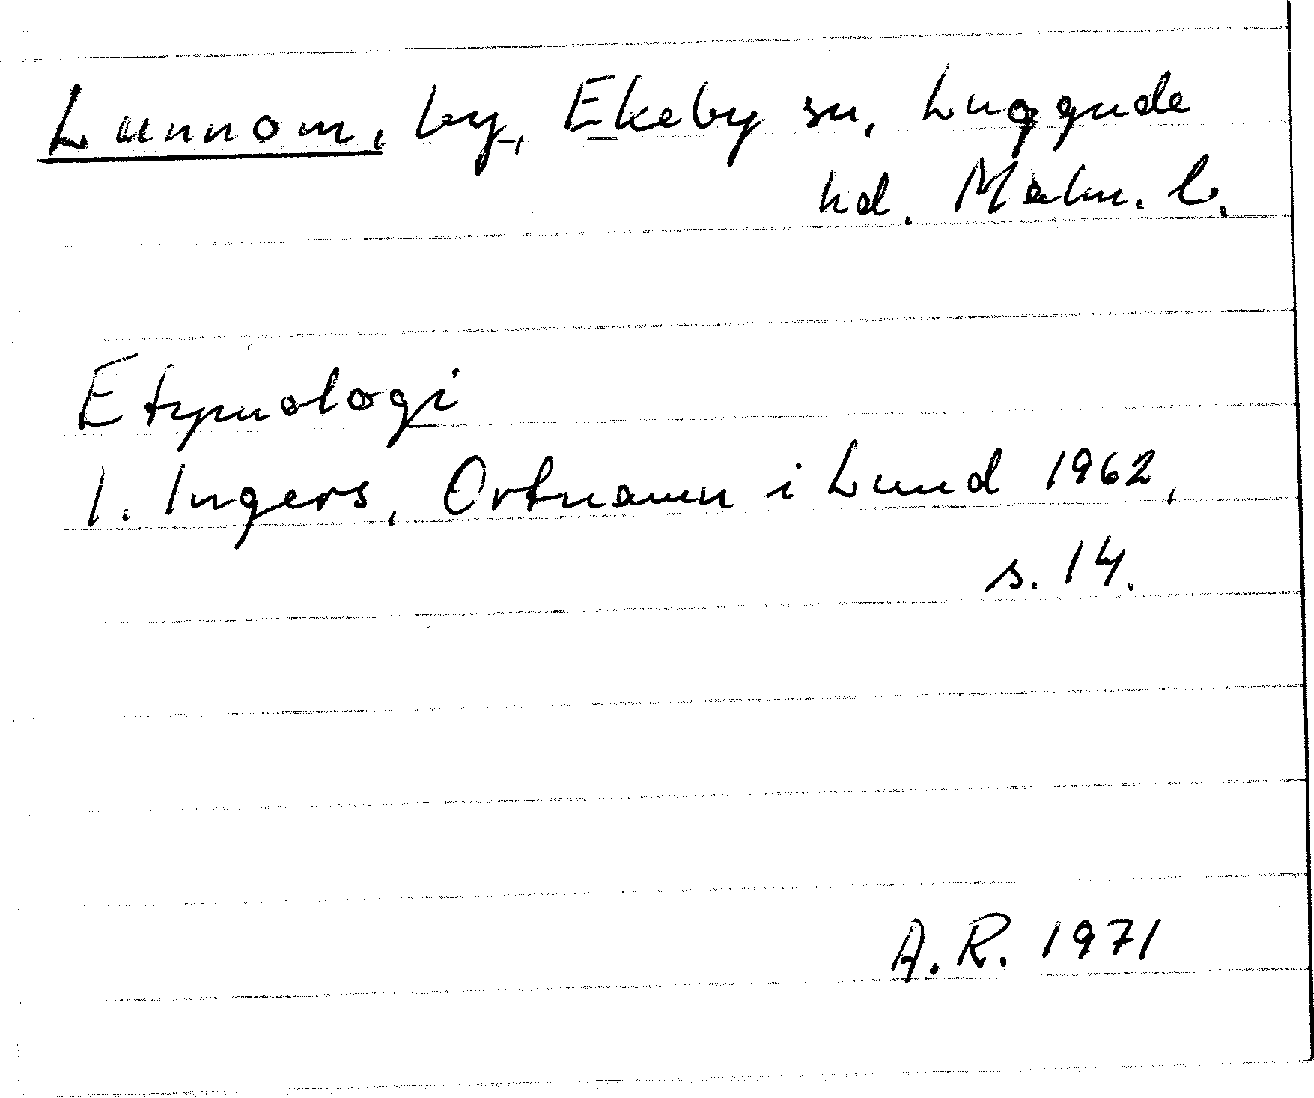 Lunnom, by, Ekeby sn, Luggude
hd. Malm. l.
Etymologi
I. Ingers, Ortnamn i Lund 1962,
s. 14.
A.R. 1971